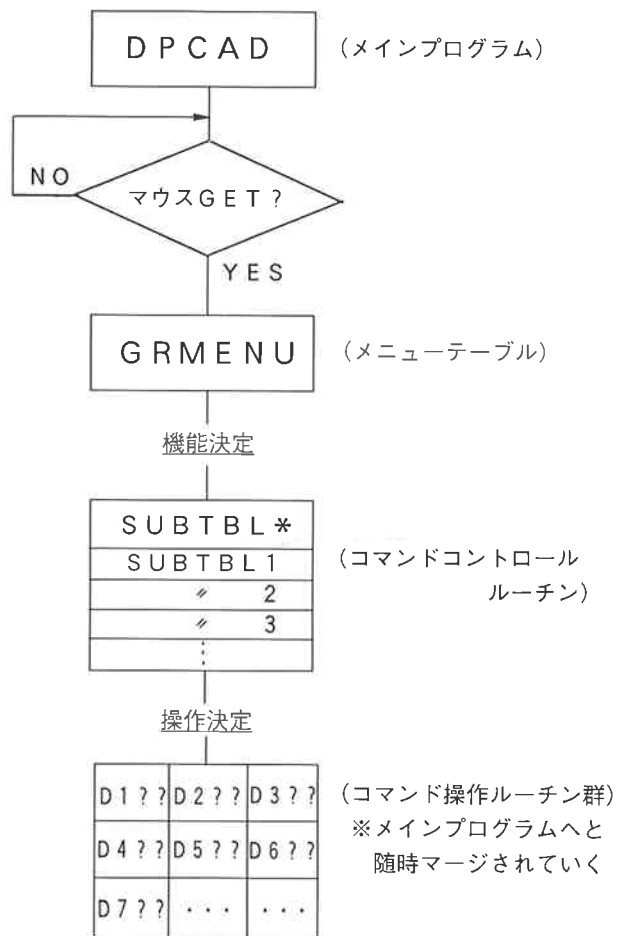 DPCAD (メインプログラム)
NO
マウスGET?
YES
GRMENU (メニューテーブル)
機能決定
SUBTBL*
SUBTBL1
〃 2
〃 3
⋮
(コマンドコントロール
ルーチン)
操作決定
D1?? D2?? D3??
D4?? D5?? D6??
D7?? ・・・ ・・・
(コマンド操作ルーチン群)
※メインプログラムへと
随時マージされていく